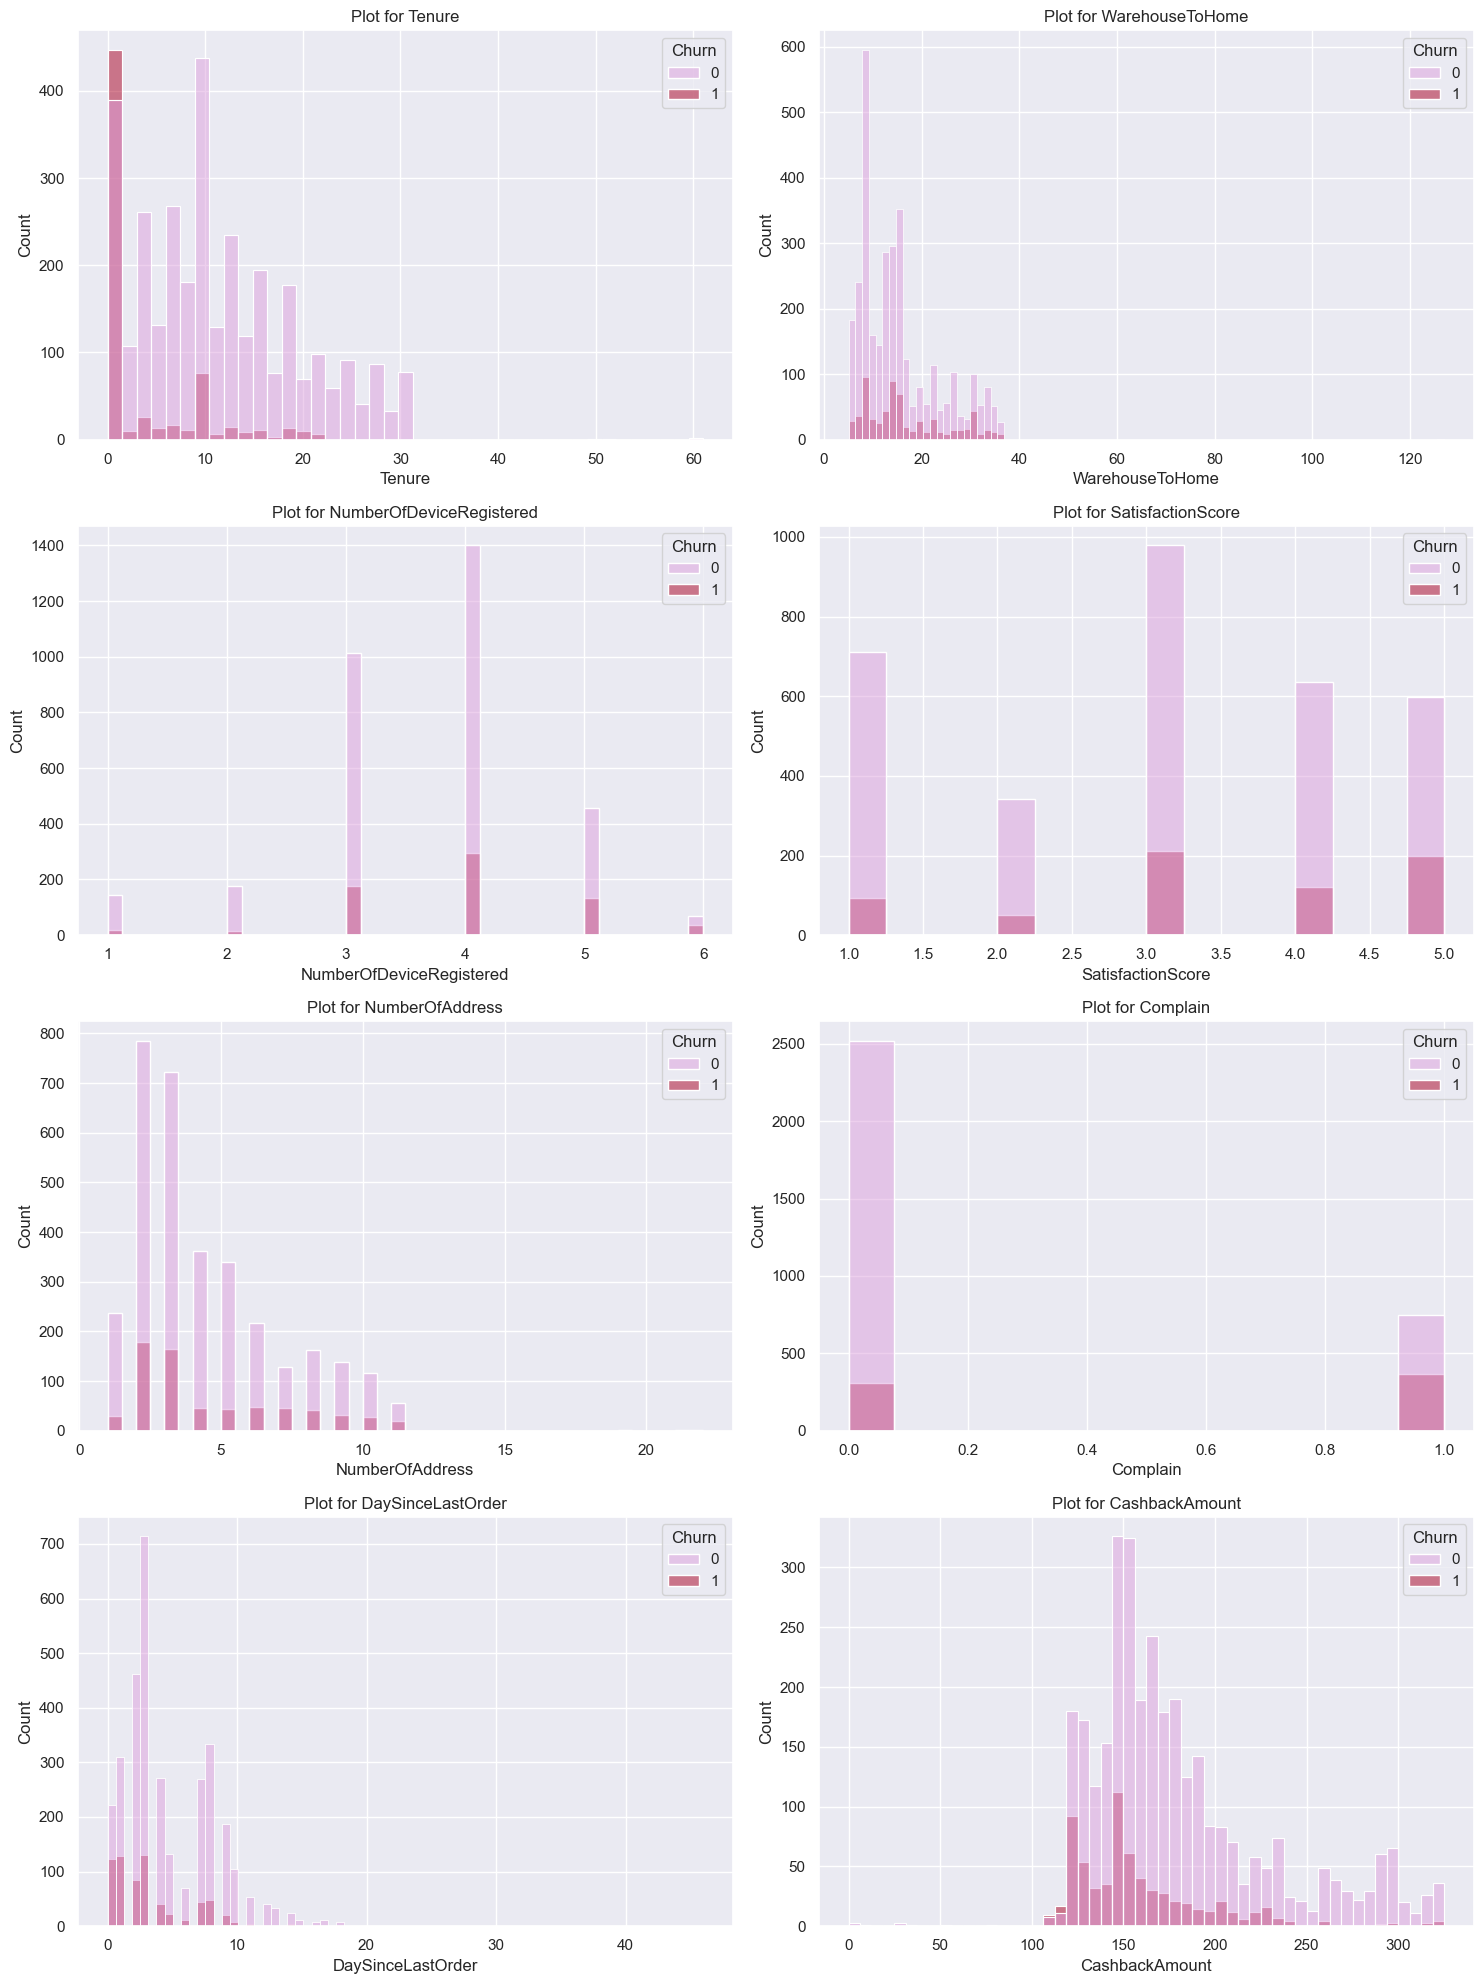 Plot for Tenure
Churn
0
1
400
300
200
100
0
Count
0 10 20 30 40 50 60
Tenure
Plot for WarehouseToHome
Churn
0
1
600
500
400
300
200
100
0
Count
0 20 40 60 80 100 120
WarehouseToHome
Plot for NumberOfDeviceRegistered
Churn
0
1
1400
1200
1000
800
600
400
200
0
Count
1 2 3 4 5 6
NumberOfDeviceRegistered
Plot for SatisfactionScore
Churn
0
1
1000
800
600
400
200
0
Count
1.0 1.5 2.0 2.5 3.0 3.5 4.0 4.5 5.0
SatisfactionScore
Plot for NumberOfAddress
Churn
0
1
800
700
600
500
400
300
200
100
0
Count
0 5 10 15 20
NumberOfAddress
Plot for Complain
Churn
0
1
2500
2000
1500
1000
500
0
Count
0.0 0.2 0.4 0.6 0.8 1.0
Complain
Plot for DaySinceLastOrder
Churn
0
1
700
600
500
400
300
200
100
0
Count
0 10 20 30 40
DaySinceLastOrder
Plot for CashbackAmount
Churn
0
1
300
250
200
150
100
50
0
Count
0 50 100 150 200 250 300
CashbackAmount